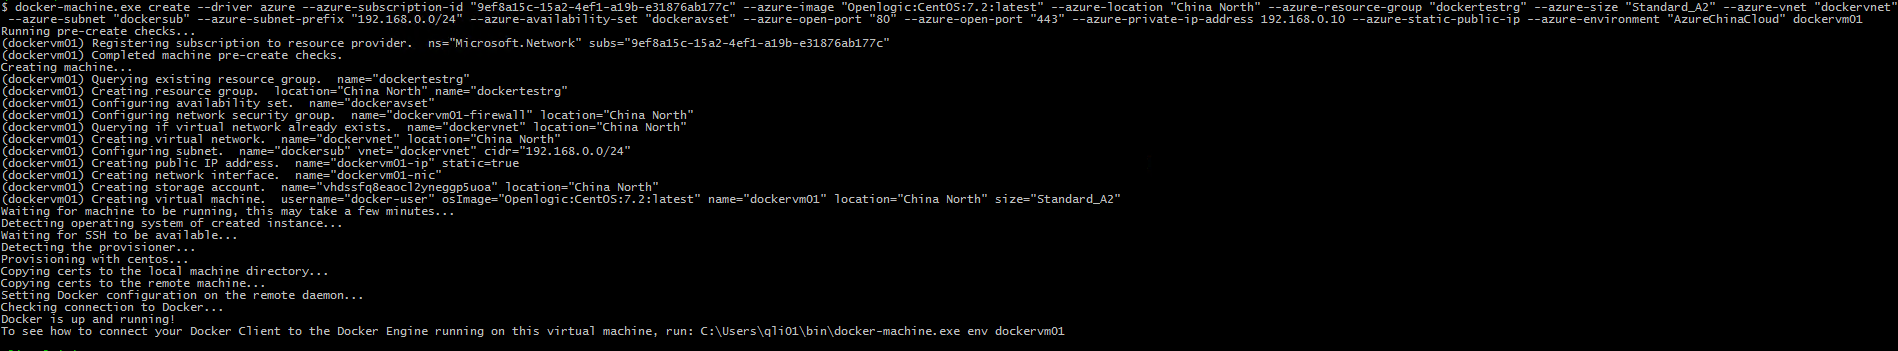 $ docker-machine.exe create --driver azure --azure-subscription-id "9ef8a15c-15a2-4ef1-a19b-e31876ab177c" --azure-image "Openlogic:CentOS:7.2:latest" --azure-location "China North" --azure-resource-group "dockertestrg" --azure-size "Standard_A2" --azure-vnet "dockervnet"
--azure-subnet "dockersub" --azure-subnet-prefix "192.168.0.0/24" --azure-availability-set "dockeravset" --azure-open-port "80" --azure-open-port "443" --azure-private-ip-address 192.168.0.10 --azure-static-public-ip --azure-environment "AzureChinaCloud" dockervm01
Running pre-create checks...
(dockervm01) Registering subscription to resource provider.  ns="Microsoft.Network" subs="9ef8a15c-15a2-4ef1-a19b-e31876ab177c"
(dockervm01) Completed machine pre-create checks.
Creating machine...
(dockervm01) Querying existing resource group.  name="dockertestrg"
(dockervm01) Creating resource group.  location="China North" name="dockertestrg"
(dockervm01) Configuring availability set.  name="dockeravset"
(dockervm01) Configuring network security group.  name="dockervm01-firewall" location="China North"
(dockervm01) Querying if virtual network already exists.  name="dockervnet" location="China North"
(dockervm01) Creating virtual network.  name="dockervnet" location="China North"
(dockervm01) Configuring subnet.  name="dockersub" vnet="dockervnet" cidr="192.168.0.0/24"
(dockervm01) Creating public IP address.  name="dockervm01-ip" static=true
(dockervm01) Creating network interface.  name="dockervm01-nic"
(dockervm01) Creating storage account.  name="vhdssfq8eaocl2yneggp5uoa" location="China North"
(dockervm01) Creating virtual machine.  username="docker-user" osImage="Openlogic:CentOS:7.2:latest" name="dockervm01" location="China North" size="Standard_A2"
Waiting for machine to be running, this may take a few minutes...
Detecting operating system of created instance...
Waiting for SSH to be available...
Detecting the provisioner...
Provisioning with centos...
Copying certs to the local machine directory...
Copying certs to the remote machine...
Setting Docker configuration on the remote daemon...
Checking connection to Docker...
Docker is up and running!
To see how to connect your Docker Client to the Docker Engine running on this virtual machine, run: C:\Users\qli01\bin\docker-machine.exe env dockervm01